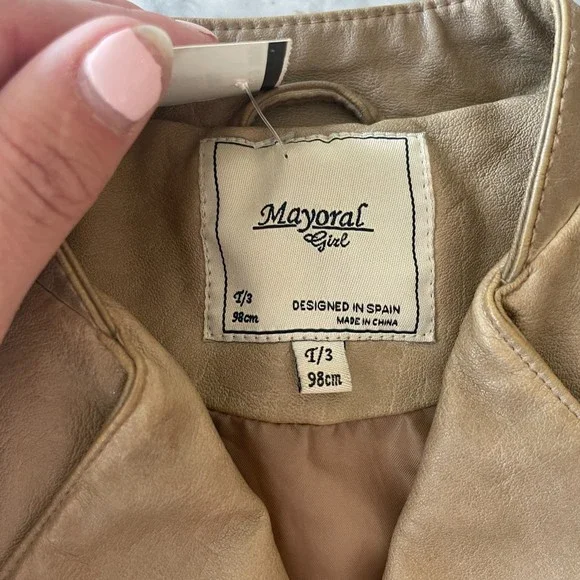 Mayoral
Girl
T/3
98cm
DESIGNED IN SPAIN
MADE IN CHINA
T/3
98cm